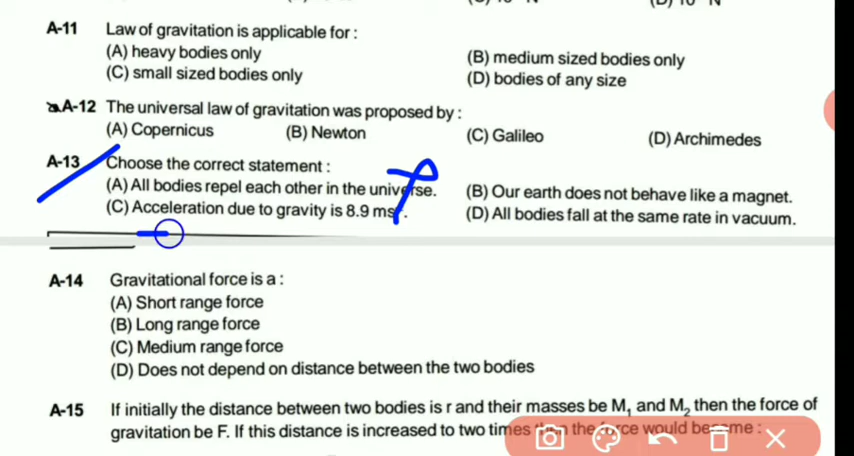 A-11 Law of gravitation is applicable for :
(A) heavy bodies only (B) medium sized bodies only
(C) small sized bodies only (D) bodies of any size
A-12 The universal law of gravitation was proposed by :
(A) Copernicus (B) Newton (C) Galileo (D) Archimedes
A-13 Choose the correct statement :
(A) All bodies repel each other in the universe. (B) Our earth does not behave like a magnet.
(C) Acceleration due to gravity is 8.9 (D) All bodies fall at the same rate in vacuum.
A-14 Gravitational force is a :
(A) Short range force
(B) Long range force
(C) Medium range force
(D) Does not depend on distance between the two bodies
A-15 If initially the distance between two bodies is r and their masses be M₁ and M₂ then the force of
gravitation be F. If this distance is increased to two times then the force would become :